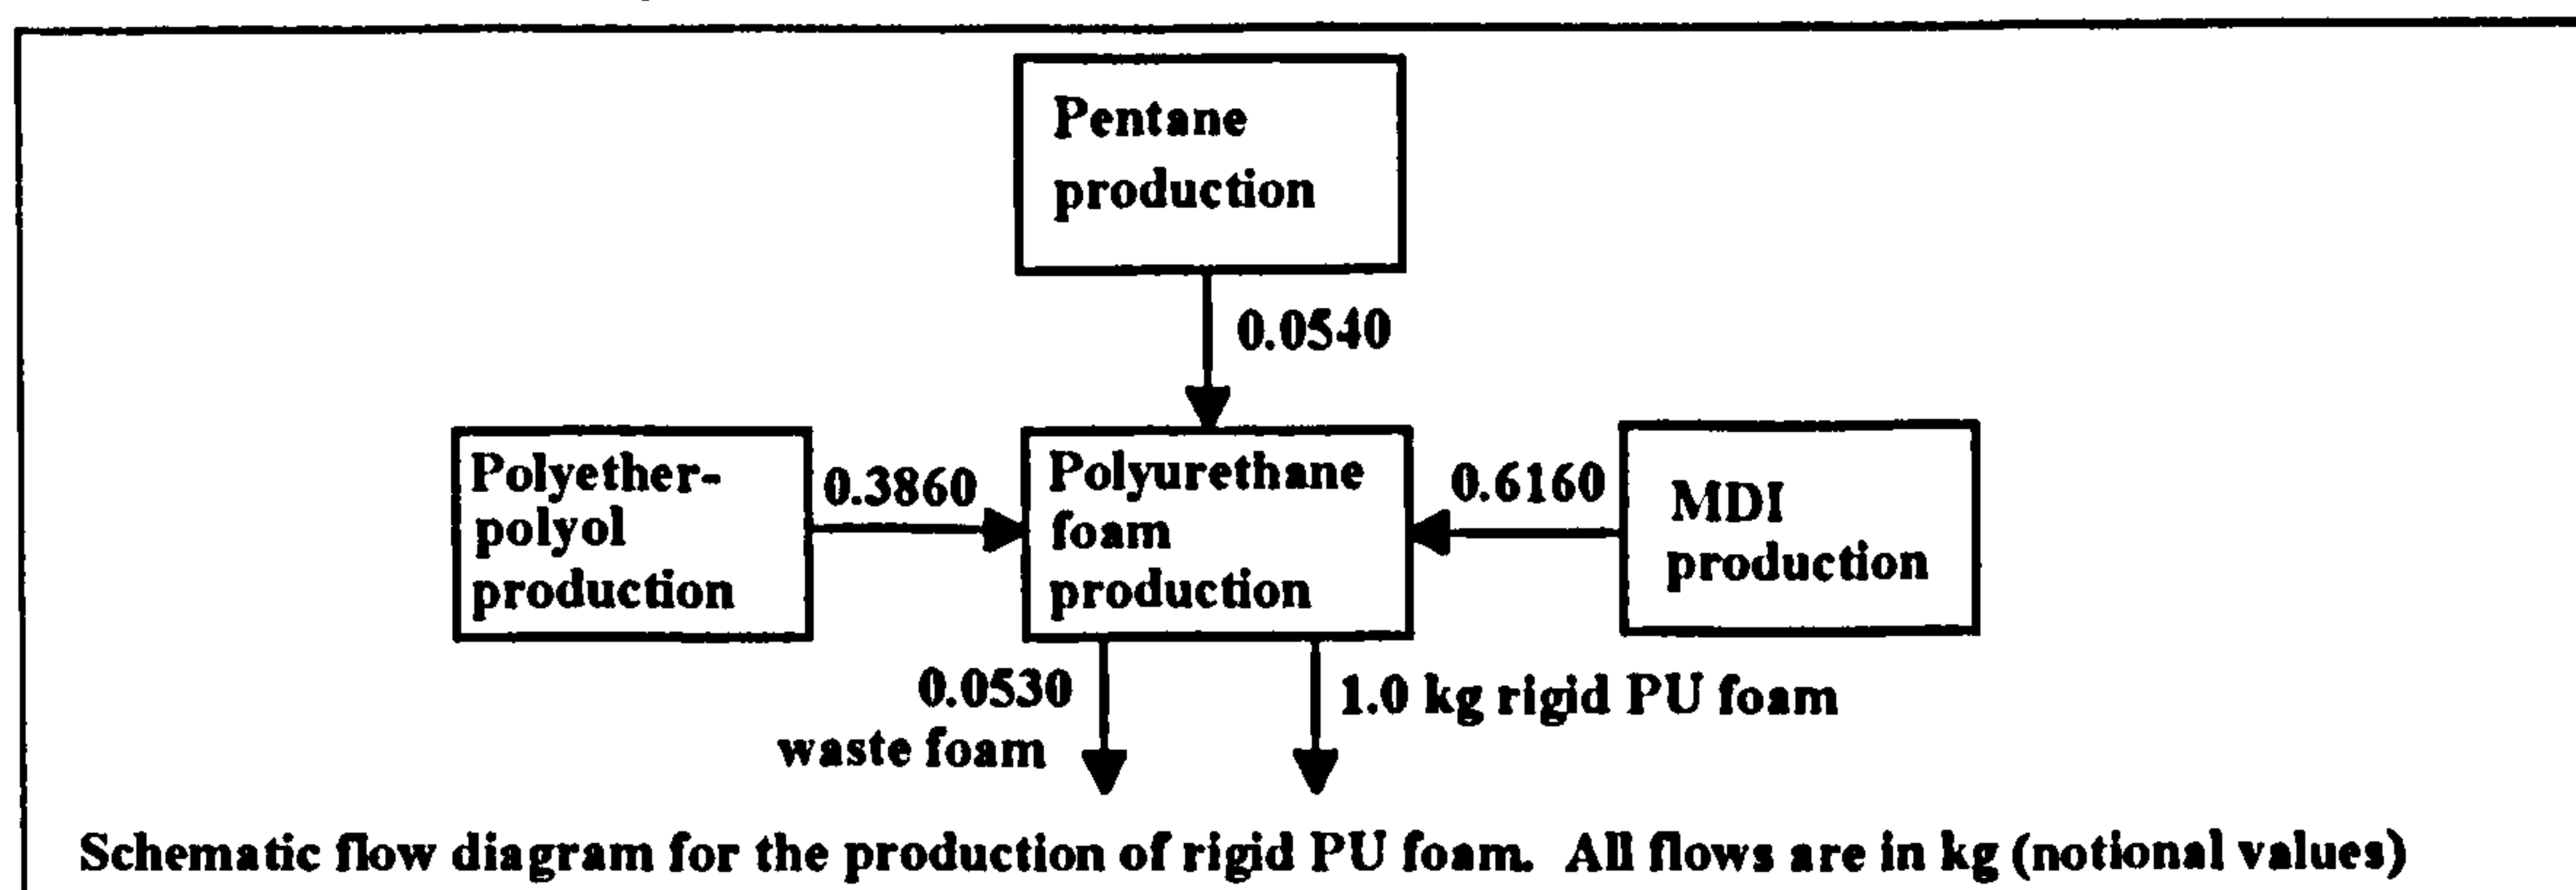 Pentane
production
0.0540
Polyether-
polyol
production
0.3860
Polyurethane
foam
production
0.6160
MDI
production
0.0530
waste foam
1.0 kg rigid PU foam
Schematic flow diagram for the production of rigid PU foam. All flows are in kg (notional values)